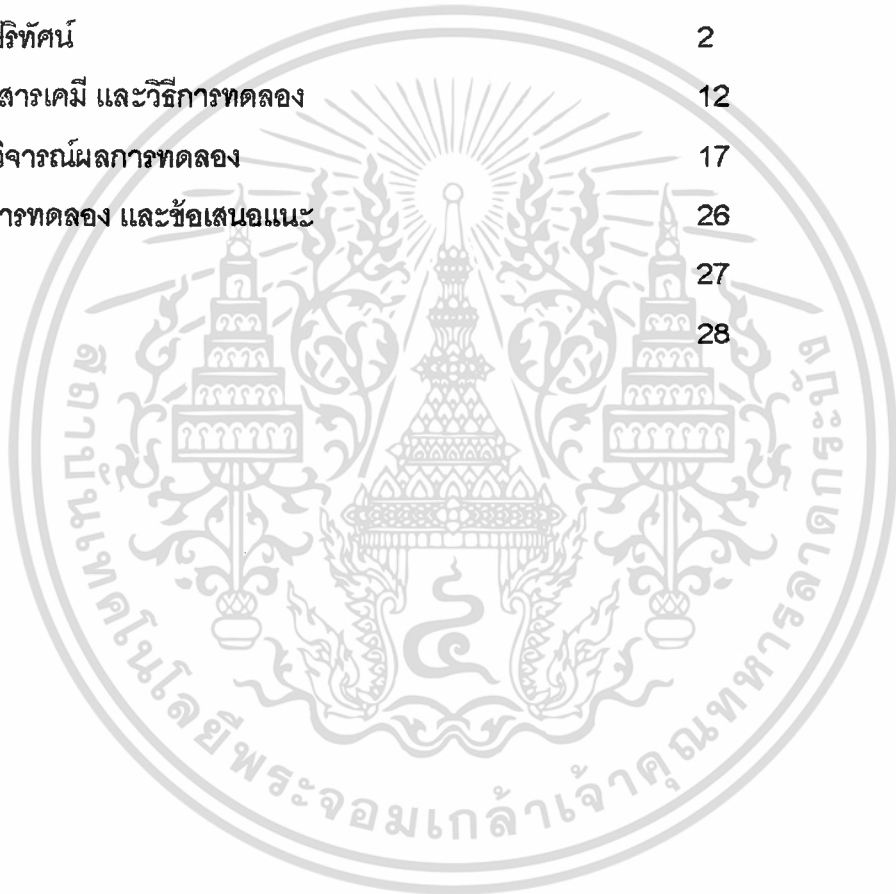 ปริทัศน์ 2
สารเคมี และวิธีการทดลอง 12
วิจารณ์ผลการทดลอง 17
การทดลอง และข้อเสนอแนะ 26
27
28
สถาบันเทคโนโลยีพระจอมเกล้าเจ้าคุณทหารลาดกระบัง
๔